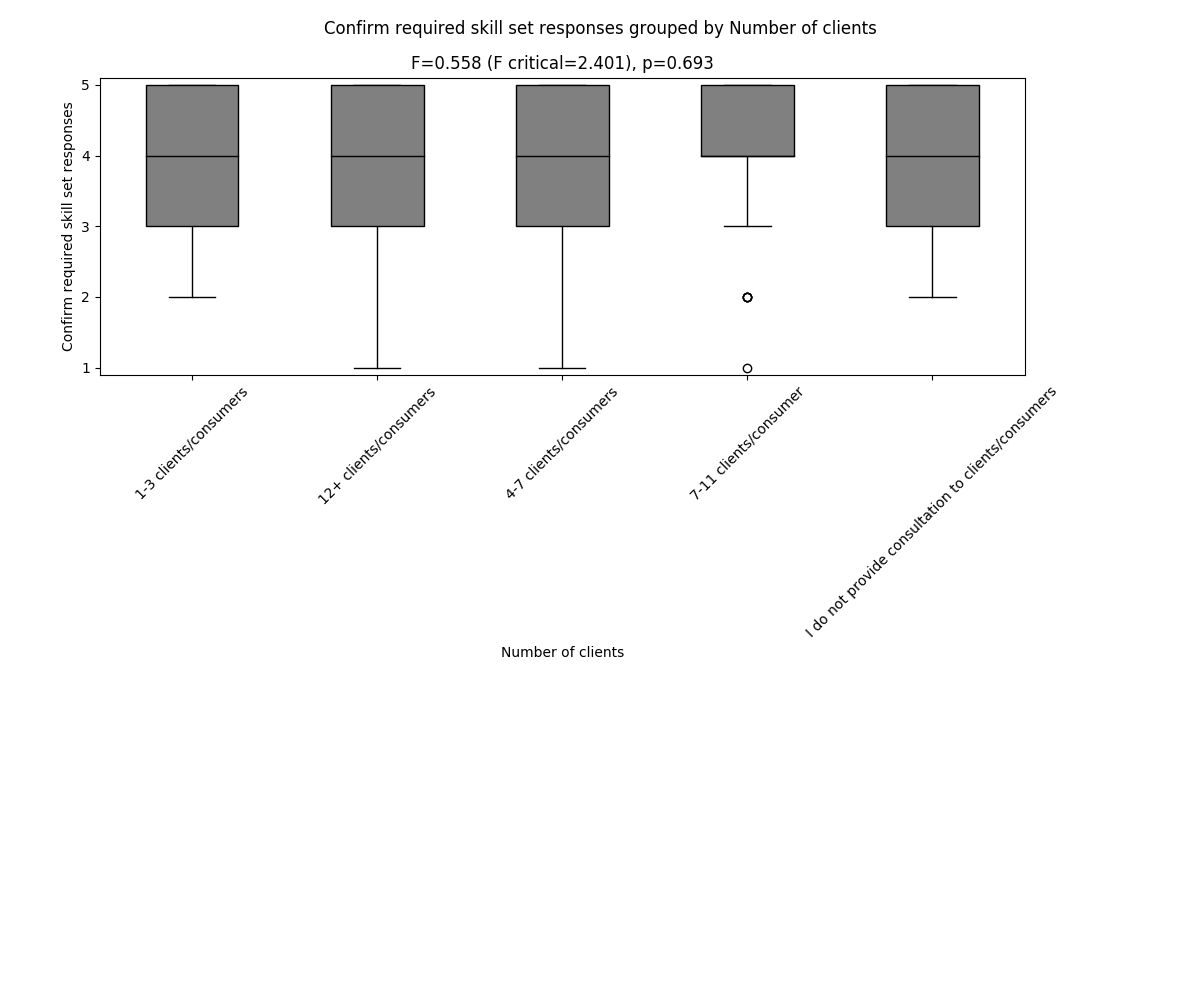 Confirm required skill set responses grouped by Number of clients
F=0.558 (F critical=2.401), p=0.693
Confirm required skill set responses
5
4
3
2
1
1-3 clients/consumers
12+ clients/consumers
4-7 clients/consumers
7-11 clients/consumer
I do not provide consultation to clients/consumers
Number of clients